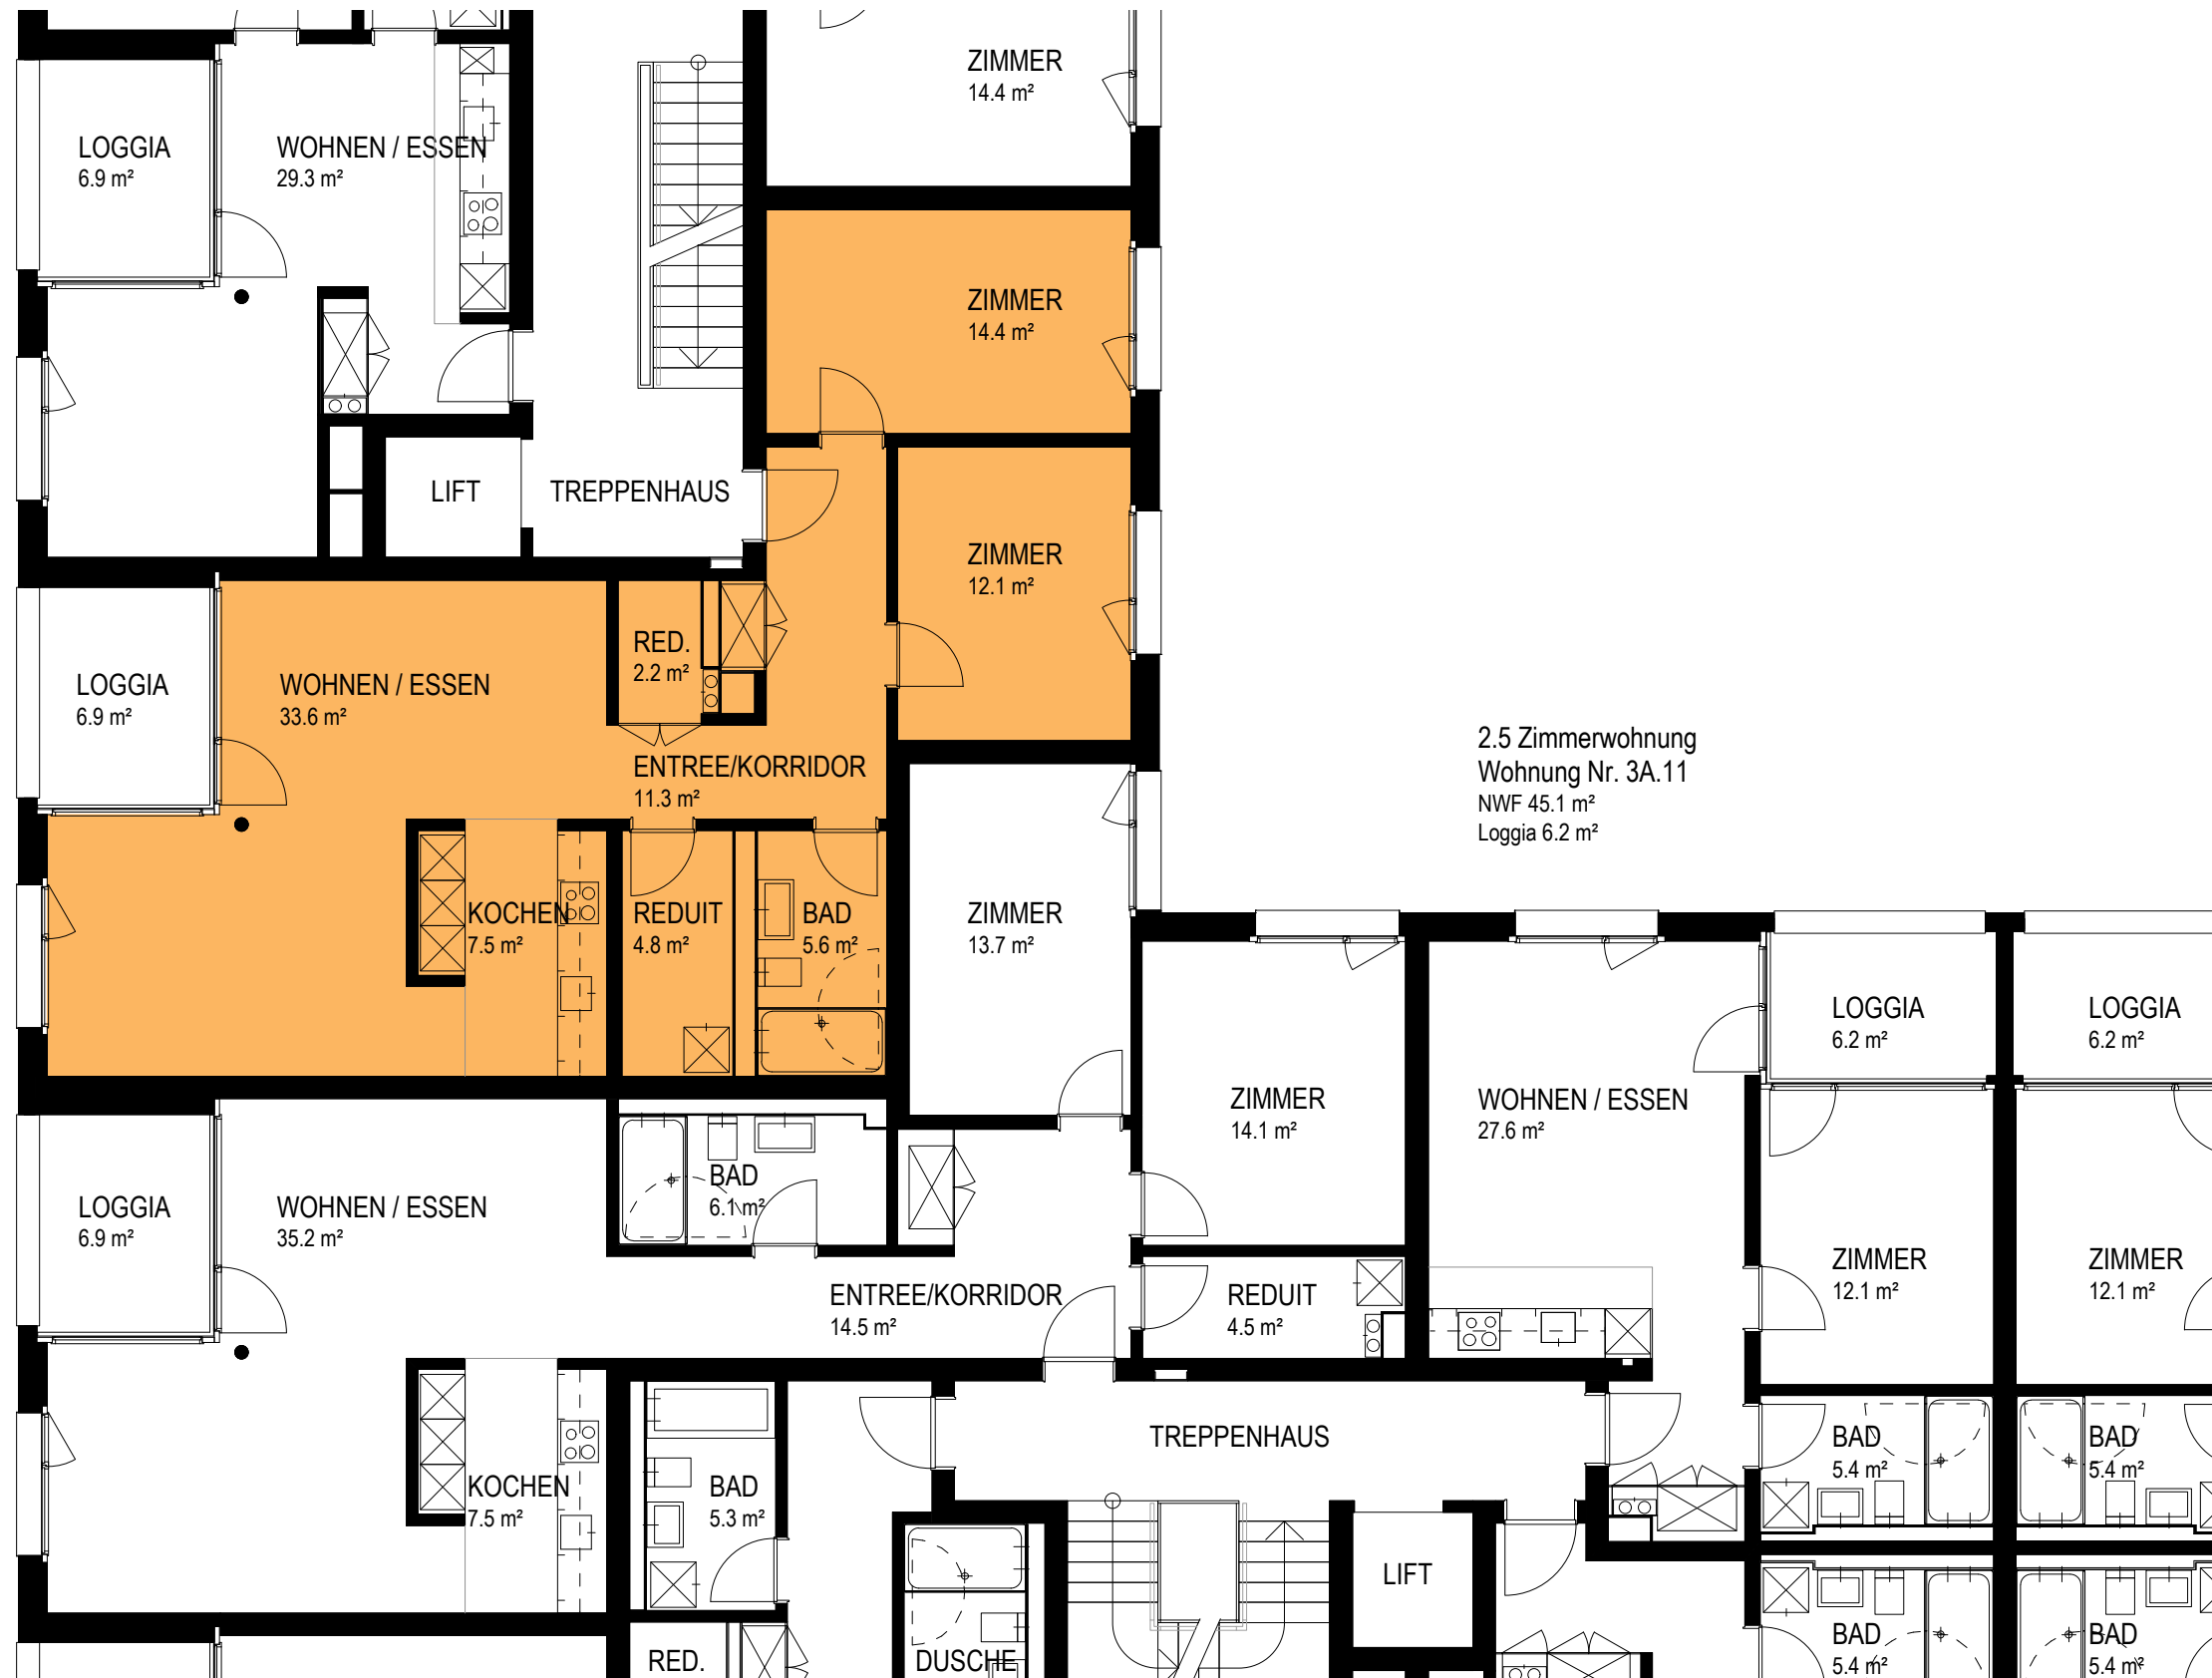 ZIMMER
14.4 m²
LOGGIA
6.9 m²
WOHNEN / ESSEN
29.3 m²
ZIMMER
14.4 m²
LIFT
TREPPENHAUS
ZIMMER
12.1 m²
RED.
2.2 m²
LOGGIA
6.9 m²
WOHNEN / ESSEN
33.6 m²
ENTREE/KORRIDOR
11.3 m²
2.5 Zimmerwohnung
Wohnung Nr. 3A.11
NWF 45.1 m²
Loggia 6.2 m²
KOCHEN
7.5 m²
REDUIT
4.8 m²
BAD
5.6 m²
ZIMMER
13.7 m²
LOGGIA
6.2 m²
LOGGIA
6.2 m²
ZIMMER
14.1 m²
WOHNEN / ESSEN
27.6 m²
BAD
6.1 m²
LOGGIA
6.9 m²
WOHNEN / ESSEN
35.2 m²
ZIMMER
12.1 m²
ZIMMER
12.1 m²
ENTREE/KORRIDOR
14.5 m²
REDUIT
4.5 m²
TREPPENHAUS
BAD
5.4 m²
BAD
5.4 m²
KOCHEN
7.5 m²
BAD
5.3 m²
LIFT
RED.
DUSCHE
BAD
5.4 m²
BAD
5.4 m²